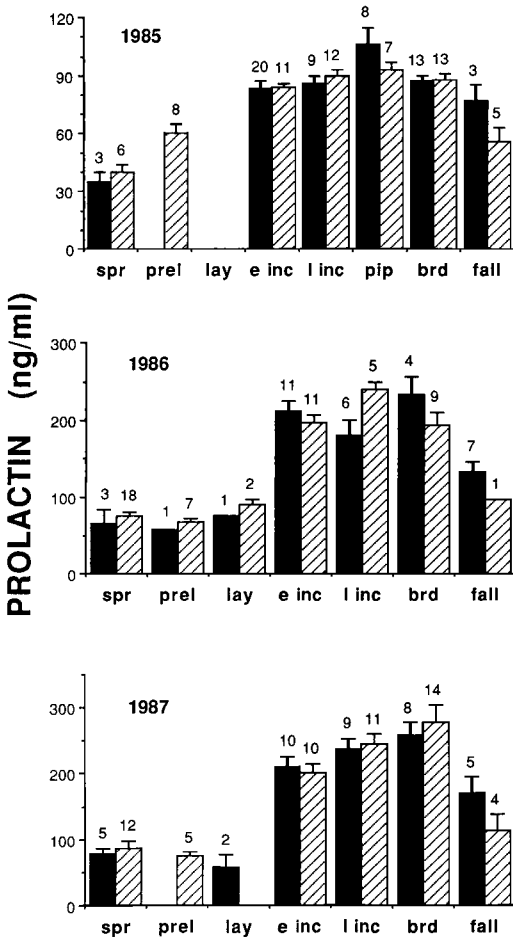 PROLACTIN (ng/ml)
1985
120
90
60
30
0
3 6 8 20 11 9 12 8 7 13 13 3 5
spr prel lay e inc l inc pip brd fall
1986
300
200
100
0
3 18 1 7 1 2 11 11 6 5 4 9 7 1
spr prel lay e inc l inc brd fall
1987
300
200
100
0
5 12 5 2 10 10 9 11 8 14 5 4
spr prel lay e inc l inc brd fall